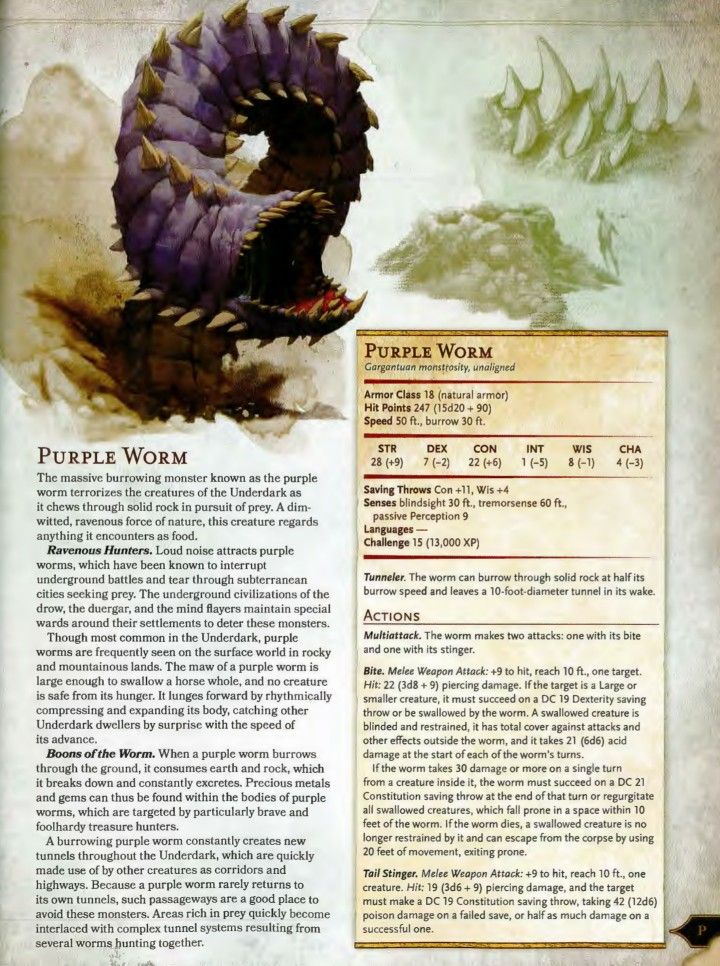 PURPLE WORM
The massive burrowing monster known as the purple
worm terrorizes the creatures of the Underdark as
it chews through solid rock in pursuit of prey. A dim-
witted, ravenous force of nature, this creature regards
anything it encounters as food.
Ravenous Hunters. Loud noise attracts purple
worms, which have been known to interrupt
underground battles and tear through subterranean
cities seeking prey. The underground civilizations of the
drow, the duergar, and the mind flayers maintain special
wards around their settlements to deter these monsters.
Though most common in the Underdark, purple
worms are frequently seen on the surface world in rocky
and mountainous lands. The maw of a purple worm is
large enough to swallow a horse whole, and no creature
is safe from its hunger. It lunges forward by rhythmically
compressing and expanding its body, catching other
Underdark dwellers by surprise with the speed of
its advance.
Boons of the Worm. When a purple worm burrows
through the ground, it consumes earth and rock, which
it breaks down and constantly excretes. Precious metals
and gems can thus be found within the bodies of purple
worms, which are targeted by particularly brave and
foolhardy treasure hunters.
A burrowing purple worm constantly creates new
tunnels throughout the Underdark, which are quickly
made use of by other creatures as corridors and
highways. Because a purple worm rarely returns to
its own tunnels, such passageways are a good place to
avoid these monsters. Areas rich in prey quickly become
interlaced with complex tunnel systems resulting from
several worms hunting together.
PURPLE WORM
Gargantuan monstrosity, unaligned
Armor Class 18 (natural armor)
Hit Points 247 (15d20 + 90)
Speed 50 ft., burrow 30 ft.
STR DEX CON INT WIS CHA
28 (+9) 7 (−2) 22 (+6) 1 (−5) 8 (−1) 4 (−3)
Saving Throws Con +11, Wis +4
Senses blindsight 30 ft., tremorsense 60 ft.,
passive Perception 9
Languages —
Challenge 15 (13,000 XP)
Tunneler. The worm can burrow through solid rock at half its
burrow speed and leaves a 10-foot-diameter tunnel in its wake.
ACTIONS
Multiattack. The worm makes two attacks: one with its bite
and one with its stinger.
Bite. Melee Weapon Attack: +9 to hit, reach 10 ft., one target.
Hit: 22 (3d8 + 9) piercing damage. If the target is a Large or
smaller creature, it must succeed on a DC 19 Dexterity saving
throw or be swallowed by the worm. A swallowed creature is
blinded and restrained, it has total cover against attacks and
other effects outside the worm, and it takes 21 (6d6) acid
damage at the start of each of the worm's turns.
If the worm takes 30 damage or more on a single turn
from a creature inside it, the worm must succeed on a DC 21
Constitution saving throw at the end of that turn or regurgitate
all swallowed creatures, which fall prone in a space within 10
feet of the worm. If the worm dies, a swallowed creature is no
longer restrained by it and can escape from the corpse by using
20 feet of movement, exiting prone.
Tail Stinger. Melee Weapon Attack: +9 to hit, reach 10 ft., one
creature. Hit: 19 (3d6 + 9) piercing damage, and the target
must make a DC 19 Constitution saving throw, taking 42 (12d6)
poison damage on a failed save, or half as much damage on a
successful one.
P